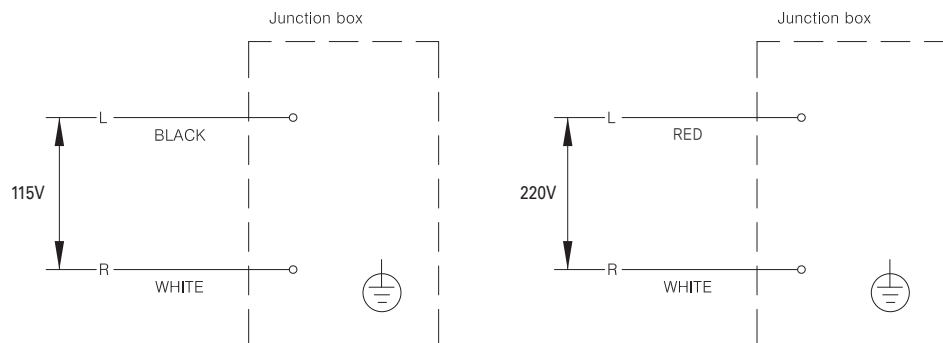 Junction box
L
BLACK
115V
R
WHITE
Junction box
L
RED
220V
R
WHITE